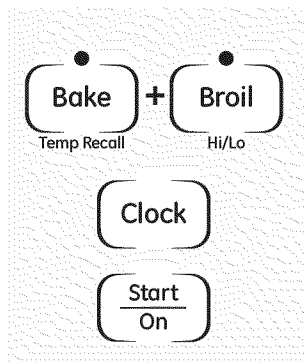 Bake + Broil
Temp Recall Hi/Lo
Clock
Start
On